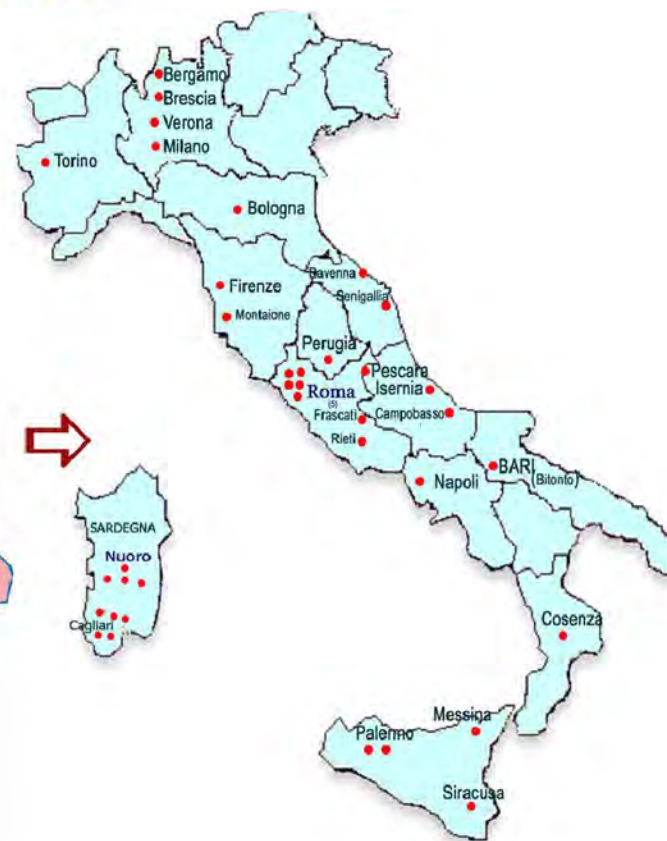 Bergamo
Brescia
Verona
Milano
Torino
Bologna
Ravenna
Firenze
Senigallia
Montaione
Perugia
Pescara
Roma
Isernia
(5)
Frascati
Campobasso
Rieti
BARI (Bitonto)
Napoli
SARDEGNA
Nuoro
Cagliari
Cosenza
Messina
Palermo
Siracusa